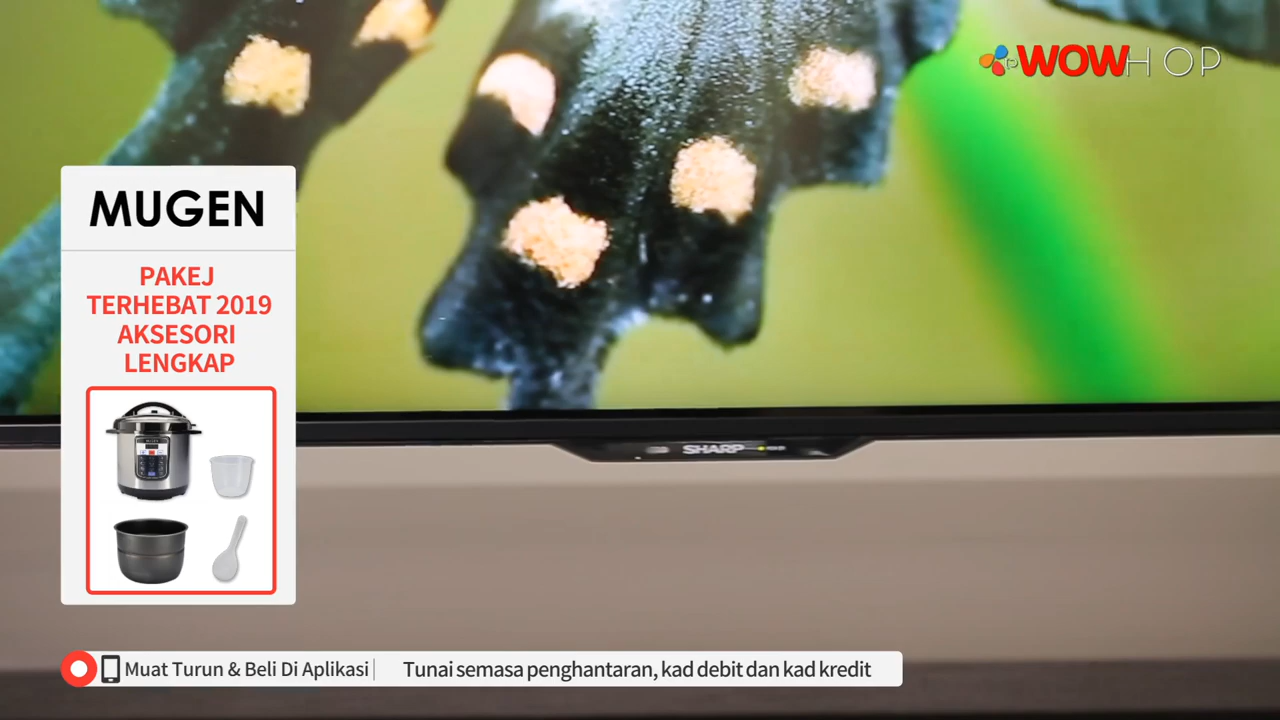 WOWHOP
MUGEN
PAKEJ
TERHEBAT 2019
AKSESORI
LENGKAP
SHARP
Muat Turun & Beli Di Aplikasi
Tunai semasa penghantaran, kad debit dan kad kredit